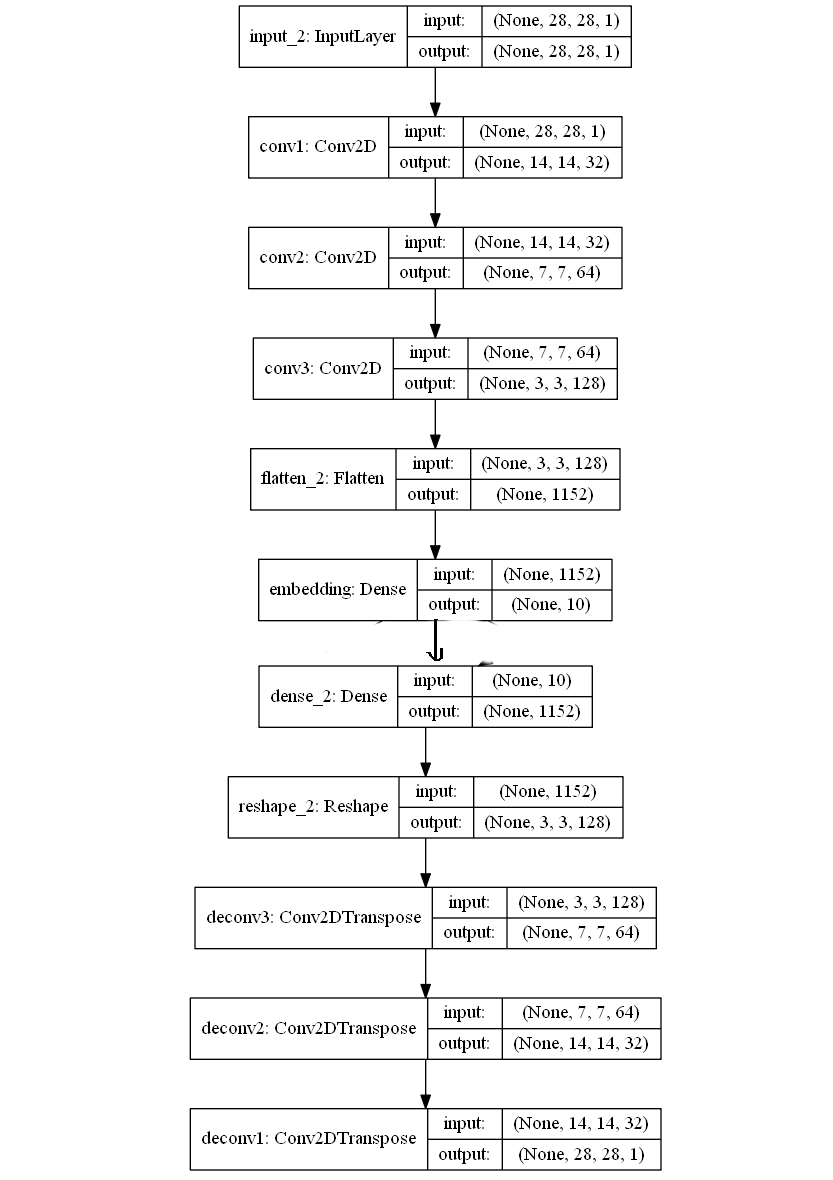 input_2: InputLayer
input: (None, 28, 28, 1)
output: (None, 28, 28, 1)
conv1: Conv2D
input: (None, 28, 28, 1)
output: (None, 14, 14, 32)
conv2: Conv2D
input: (None, 14, 14, 32)
output: (None, 7, 7, 64)
conv3: Conv2D
input: (None, 7, 7, 64)
output: (None, 3, 3, 128)
flatten_2: Flatten
input: (None, 3, 3, 128)
output: (None, 1152)
embedding: Dense
input: (None, 1152)
output: (None, 10)
dense_2: Dense
input: (None, 10)
output: (None, 1152)
reshape_2: Reshape
input: (None, 1152)
output: (None, 3, 3, 128)
deconv3: Conv2DTranspose
input: (None, 3, 3, 128)
output: (None, 7, 7, 64)
deconv2: Conv2DTranspose
input: (None, 7, 7, 64)
output: (None, 14, 14, 32)
deconv1: Conv2DTranspose
input: (None, 14, 14, 32)
output: (None, 28, 28, 1)